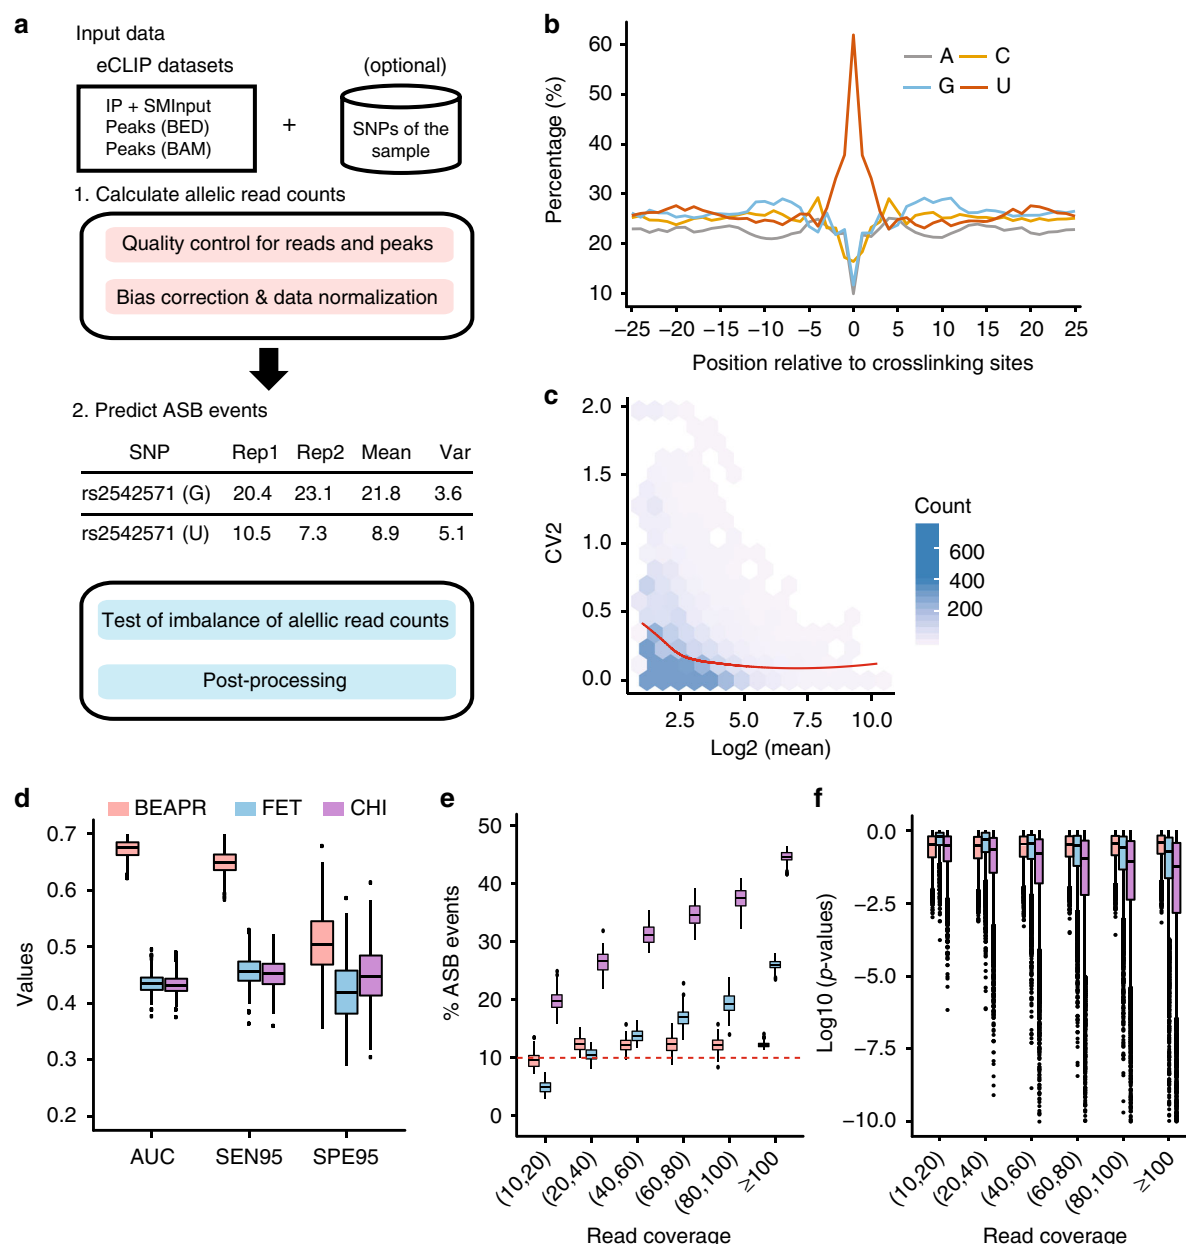 a
Input data
eCLIP datasets
(optional)
IP + SMInput
Peaks (BED)
Peaks (BAM)
+
SNPs of the
sample
1. Calculate allelic read counts
Quality control for reads and peaks
Bias correction & data normalization
2. Predict ASB events
SNP Rep1 Rep2 Mean Var
rs2542571 (G) 20.4 23.1 21.8 3.6
rs2542571 (U) 10.5 7.3 8.9 5.1
Test of imbalance of alellic read counts
Post-processing
b
Percentage (%)
60
50
40
30
20
10
A C
G U
−25 −20 −15 −10 −5 0 5 10 15 20 25
Position relative to crosslinking sites
c
CV2
2.0
1.5
1.0
0.5
0.0
2.5 5.0 7.5 10.0
Log2 (mean)
Count
600
400
200
d
BEAPR FET CHI
Values
0.7
0.6
0.5
0.4
0.3
0.2
AUC SEN95 SPE95
e
% ASB events
50
40
30
20
10
0
(10,20) (20,40) (40,60) (60,80) (80,100) ≥100
Read coverage
f
Log10 (p-values)
0.0
−2.5
−5.0
−7.5
−10.0
(10,20) (20,40) (40,60) (60,80) (80,100) ≥100
Read coverage